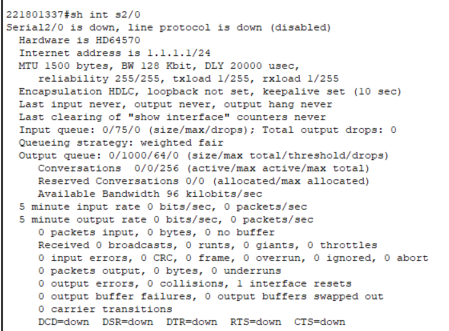 221801337#sh int s2/0
Serial2/0 is down, line protocol is down (disabled)
Hardware is HD64570
Internet address is 1.1.1.1/24
MTU 1500 bytes, BW 128 Kbit, DLY 20000 usec,
reliability 255/255, txload 1/255, rxload 1/255
Encapsulation HDLC, loopback not set, keepalive set (10 sec)
Last input never, output never, output hang never
Last clearing of "show interface" counters never
Input queue: 0/75/0 (size/max/drops); Total output drops: 0
Queueing strategy: weighted fair
Output queue: 0/1000/64/0 (size/max total/threshold/drops)
Conversations 0/0/256 (active/max active/max total)
Reserved Conversations 0/0 (allocated/max allocated)
Available Bandwidth 96 kilobits/sec
5 minute input rate 0 bits/sec, 0 packets/sec
5 minute output rate 0 bits/sec, 0 packets/sec
0 packets input, 0 bytes, 0 no buffer
Received 0 broadcasts, 0 runts, 0 giants, 0 throttles
0 input errors, 0 CRC, 0 frame, 0 overrun, 0 ignored, 0 abort
0 packets output, 0 bytes, 0 underruns
0 output errors, 0 collisions, 1 interface resets
0 output buffer failures, 0 output buffers swapped out
0 carrier transitions
DCD=down DSR=down DTR=down RTS=down CTS=down